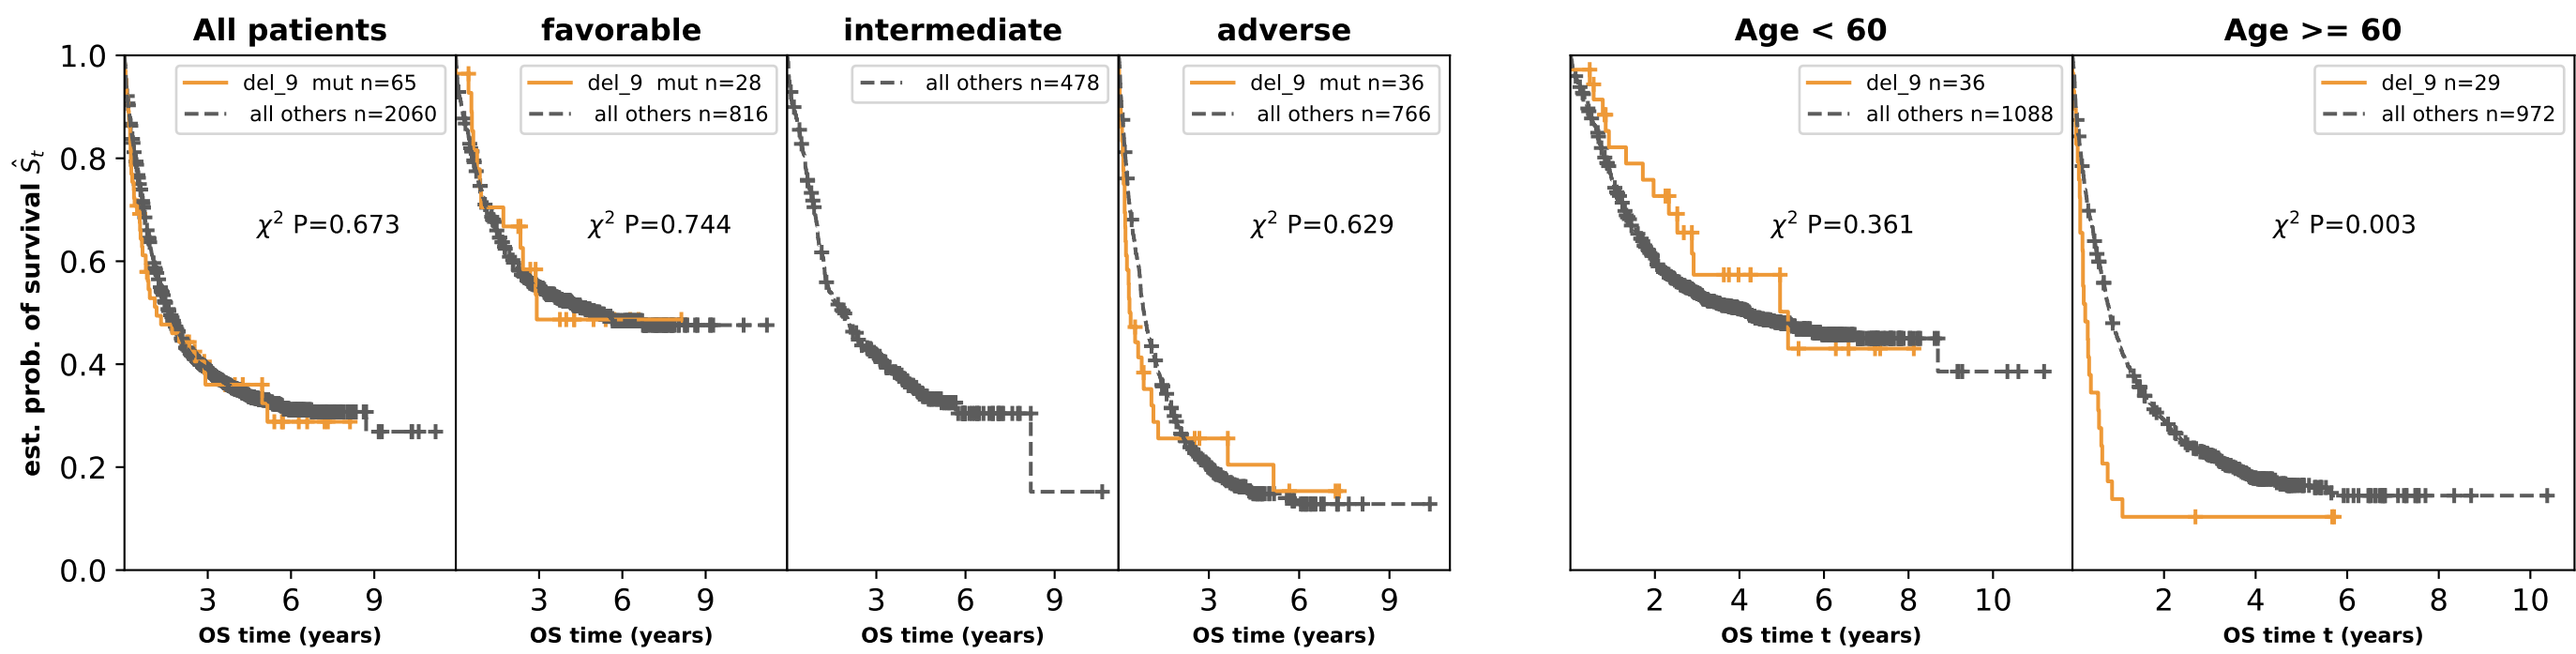 All patients
favorable
intermediate
adverse
Age < 60
Age >= 60
est. prob. of survival Ŝt
1.0
0.8
0.6
0.4
0.2
0.0
del_9  mut n=65
all others n=2060
χ² P=0.673
3 6 9
OS time (years)
del_9  mut n=28
all others n=816
χ² P=0.744
3 6 9
OS time (years)
all others n=478
3 6 9
OS time (years)
del_9  mut n=36
all others n=766
χ² P=0.629
3 6 9
OS time (years)
del_9 n=36
all others n=1088
χ² P=0.361
2 4 6 8 10
OS time t (years)
del_9 n=29
all others n=972
χ² P=0.003
2 4 6 8 10
OS time t (years)